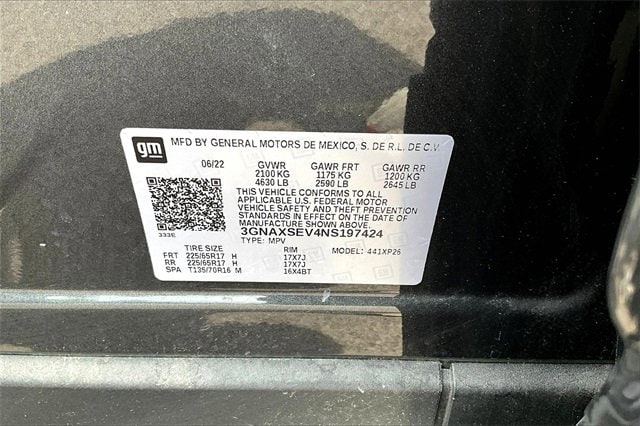 gm
MFD BY GENERAL MOTORS DE MEXICO, S. DE R.L. DE C.V.
06/22 GVWR GAWR FRT GAWR RR
2100 KG 1175 KG 1200 KG
4630 LB 2590 LB 2645 LB
THIS VEHICLE CONFORMS TO ALL
APPLICABLE U.S. FEDERAL MOTOR
VEHICLE SAFETY AND THEFT PREVENTION
STANDARDS IN EFFECT ON THE DATE OF
MANUFACTURE SHOWN ABOVE.
333E 3GNAXSEV4NS197424
TYPE: MPV MODEL: 441XP26
TIRE SIZE RIM
FRT 225/65R17 H 17X7J
RR 225/65R17 H 17X7J
SPA T135/70R16 M 16X4BT